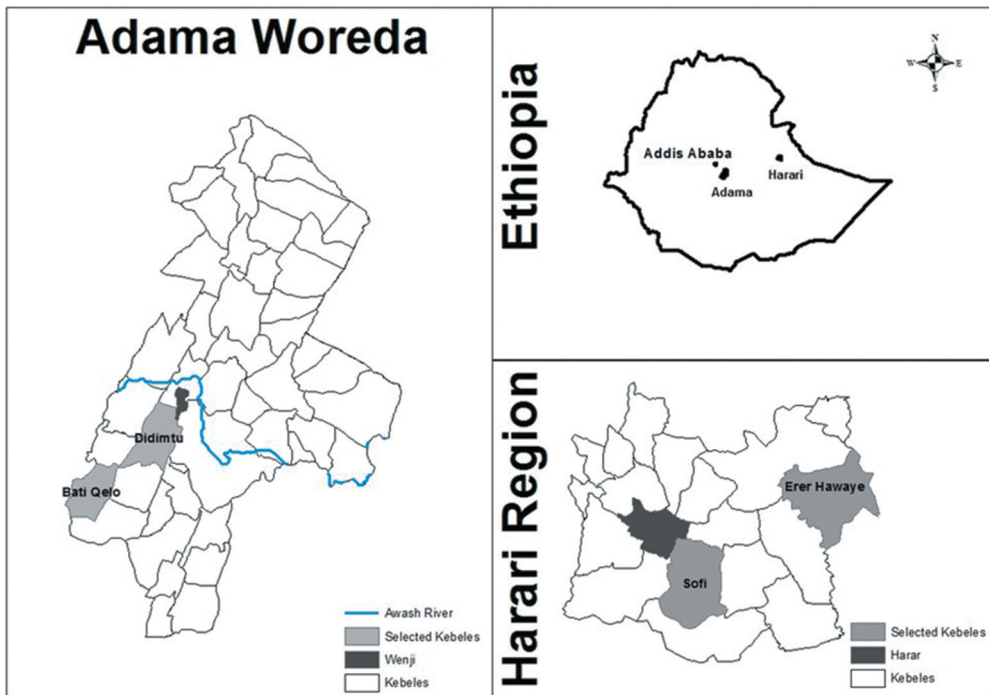 Adama Woreda
Didimtu
Bati Qelo
Awash River
Selected Kebeles
Wenji
Kebeles
Ethiopia
N
W E
S
Addis Ababa
Adama
Harari
Harari Region
Erer Hawaye
Sofi
Selected Kebeles
Harar
Kebeles